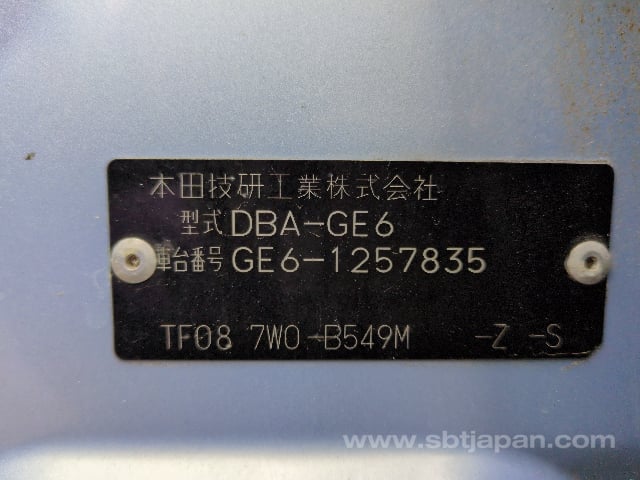 本田技研工業株式会社
型式 DBA-GE6
車台番号 GE6-1257835
TF08 7W0-B549M -Z -S
www.sbtjapan.com